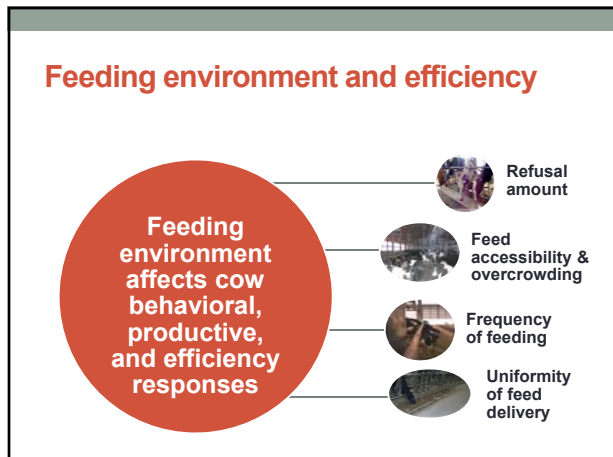 Feeding environment and efficiency
Feeding
environment
affects cow
behavioral,
productive,
and efficiency
responses
Refusal
amount
Feed
accessibility &
overcrowding
Frequency
of feeding
Uniformity
of feed
delivery